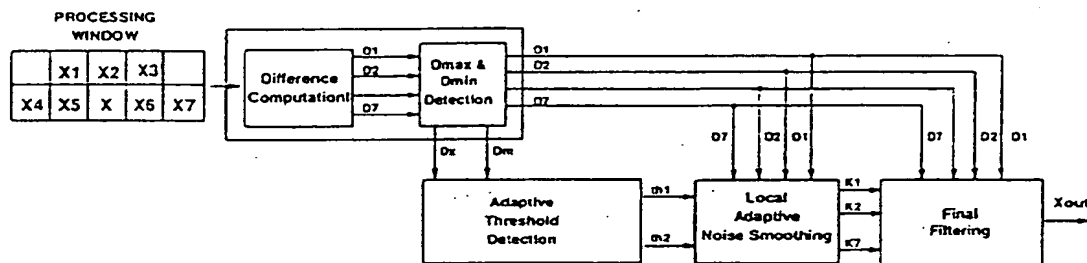 PROCESSING
WINDOW
X1 X2 X3
X4 X5 X X6 X7
Difference
Computation
D1
D2
D7
Dmax &
Dmin
Detection
D1
D2
D7
Dx
Dm
D7
D2
D1
D7
D2
D1
Adaptive
Threshold
Detection
th1
th2
Local
Adaptive
Noise Smoothing
K1
K2
K7
Final
Filtering
Xout